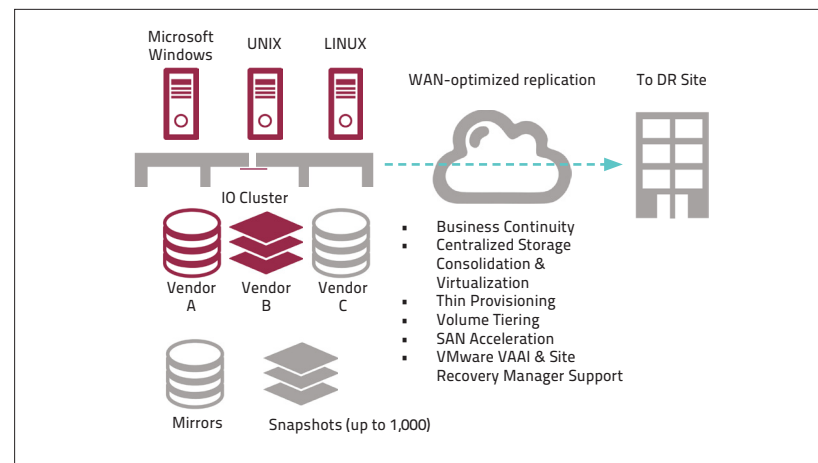 Microsoft
Windows
UNIX
LINUX
WAN-optimized replication
To DR Site
IO Cluster
Vendor
A
Vendor
B
Vendor
C
▪ Business Continuity
▪ Centralized Storage
Consolidation &
Virtualization
▪ Thin Provisioning
▪ Volume Tiering
▪ SAN Acceleration
▪ VMware VAAI & Site
Recovery Manager Support
Mirrors
Snapshots (up to 1,000)